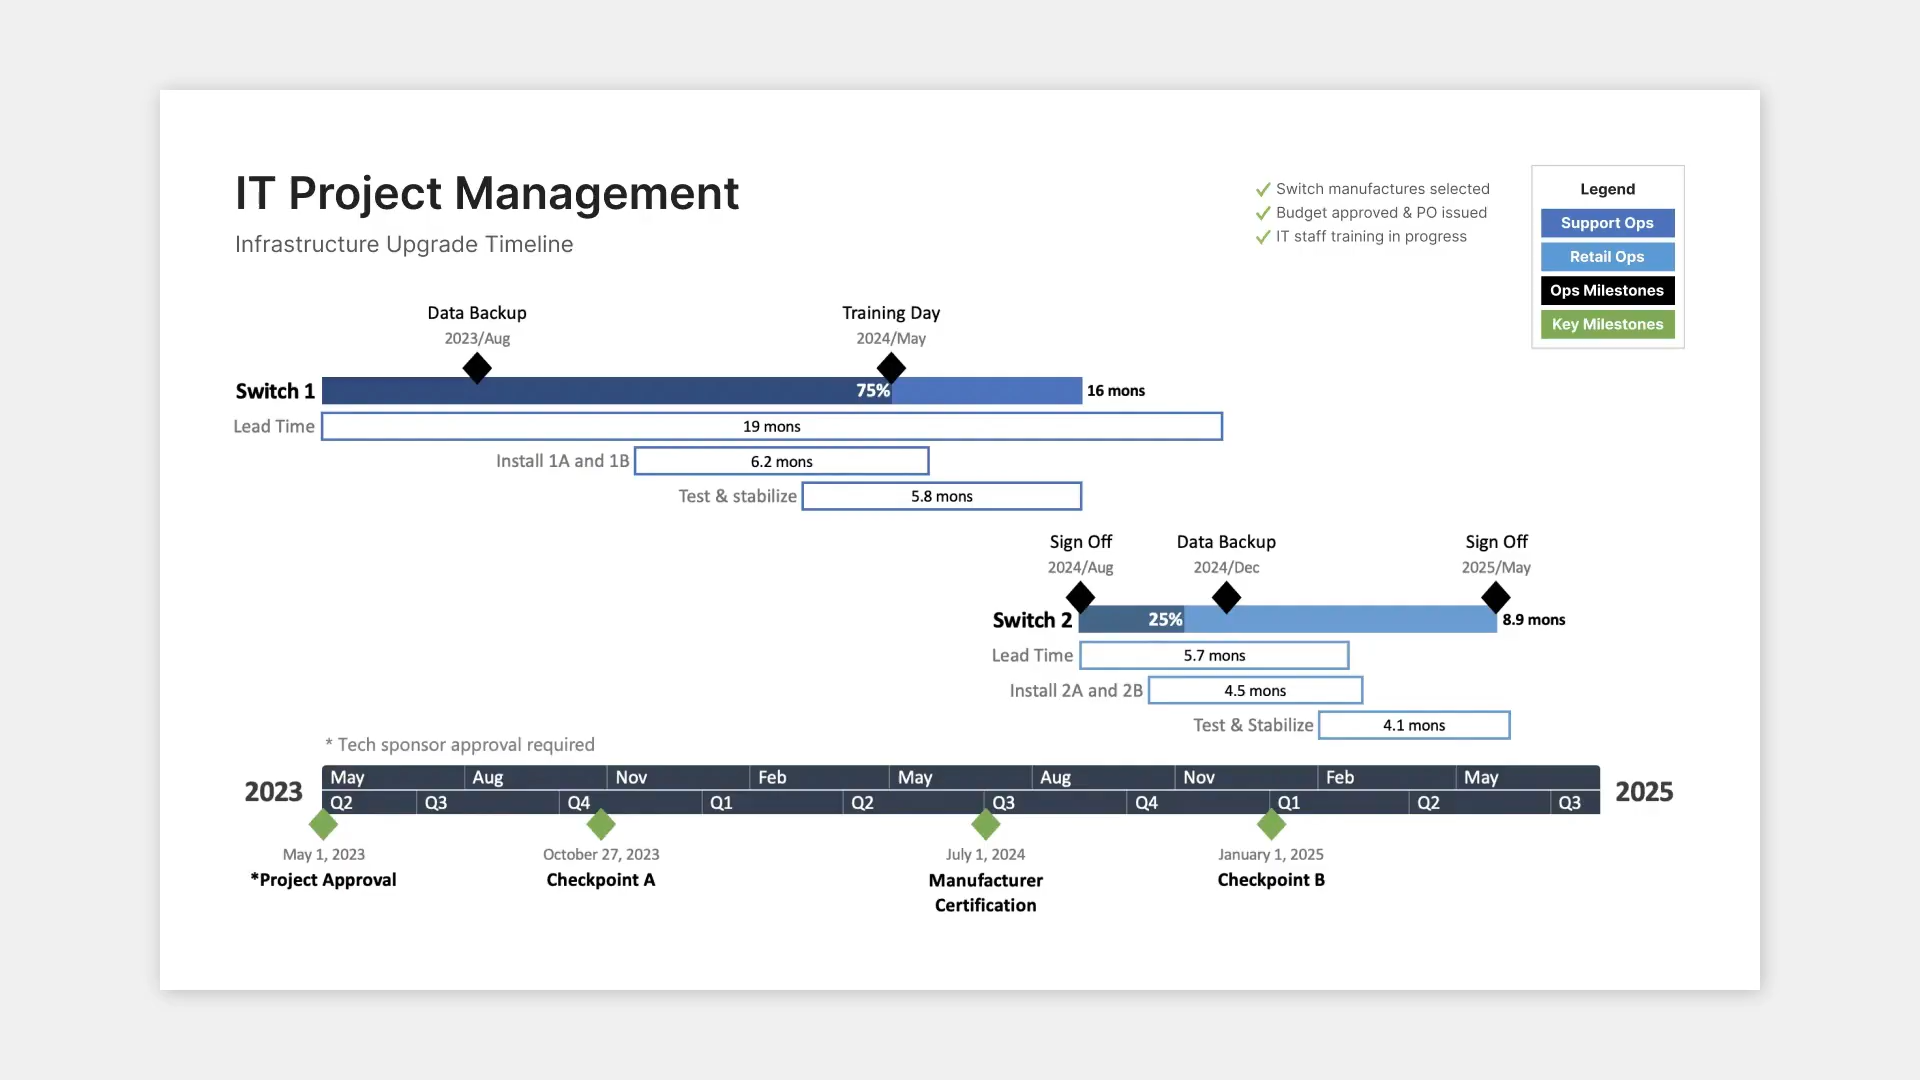 IT Project Management
Infrastructure Upgrade Timeline
Switch manufactures selected
Budget approved & PO issued
IT staff training in progress
Legend
Support Ops
Retail Ops
Ops Milestones
Key Milestones
Data Backup
2023/Aug
Training Day
2024/May
Switch 1
75%
16 mons
Lead Time
19 mons
Install 1A and 1B
6.2 mons
Test & stabilize
5.8 mons
Sign Off
2024/Aug
Data Backup
2024/Dec
Sign Off
2025/May
Switch 2
25%
8.9 mons
Lead Time
5.7 mons
Install 2A and 2B
4.5 mons
Test & Stabilize
4.1 mons
* Tech sponsor approval required
2023
May Aug Nov Feb May Aug Nov Feb May
Q2 Q3 Q4 Q1 Q2 Q3 Q4 Q1 Q2 Q3
2025
May 1, 2023
*Project Approval
October 27, 2023
Checkpoint A
July 1, 2024
Manufacturer
Certification
January 1, 2025
Checkpoint B